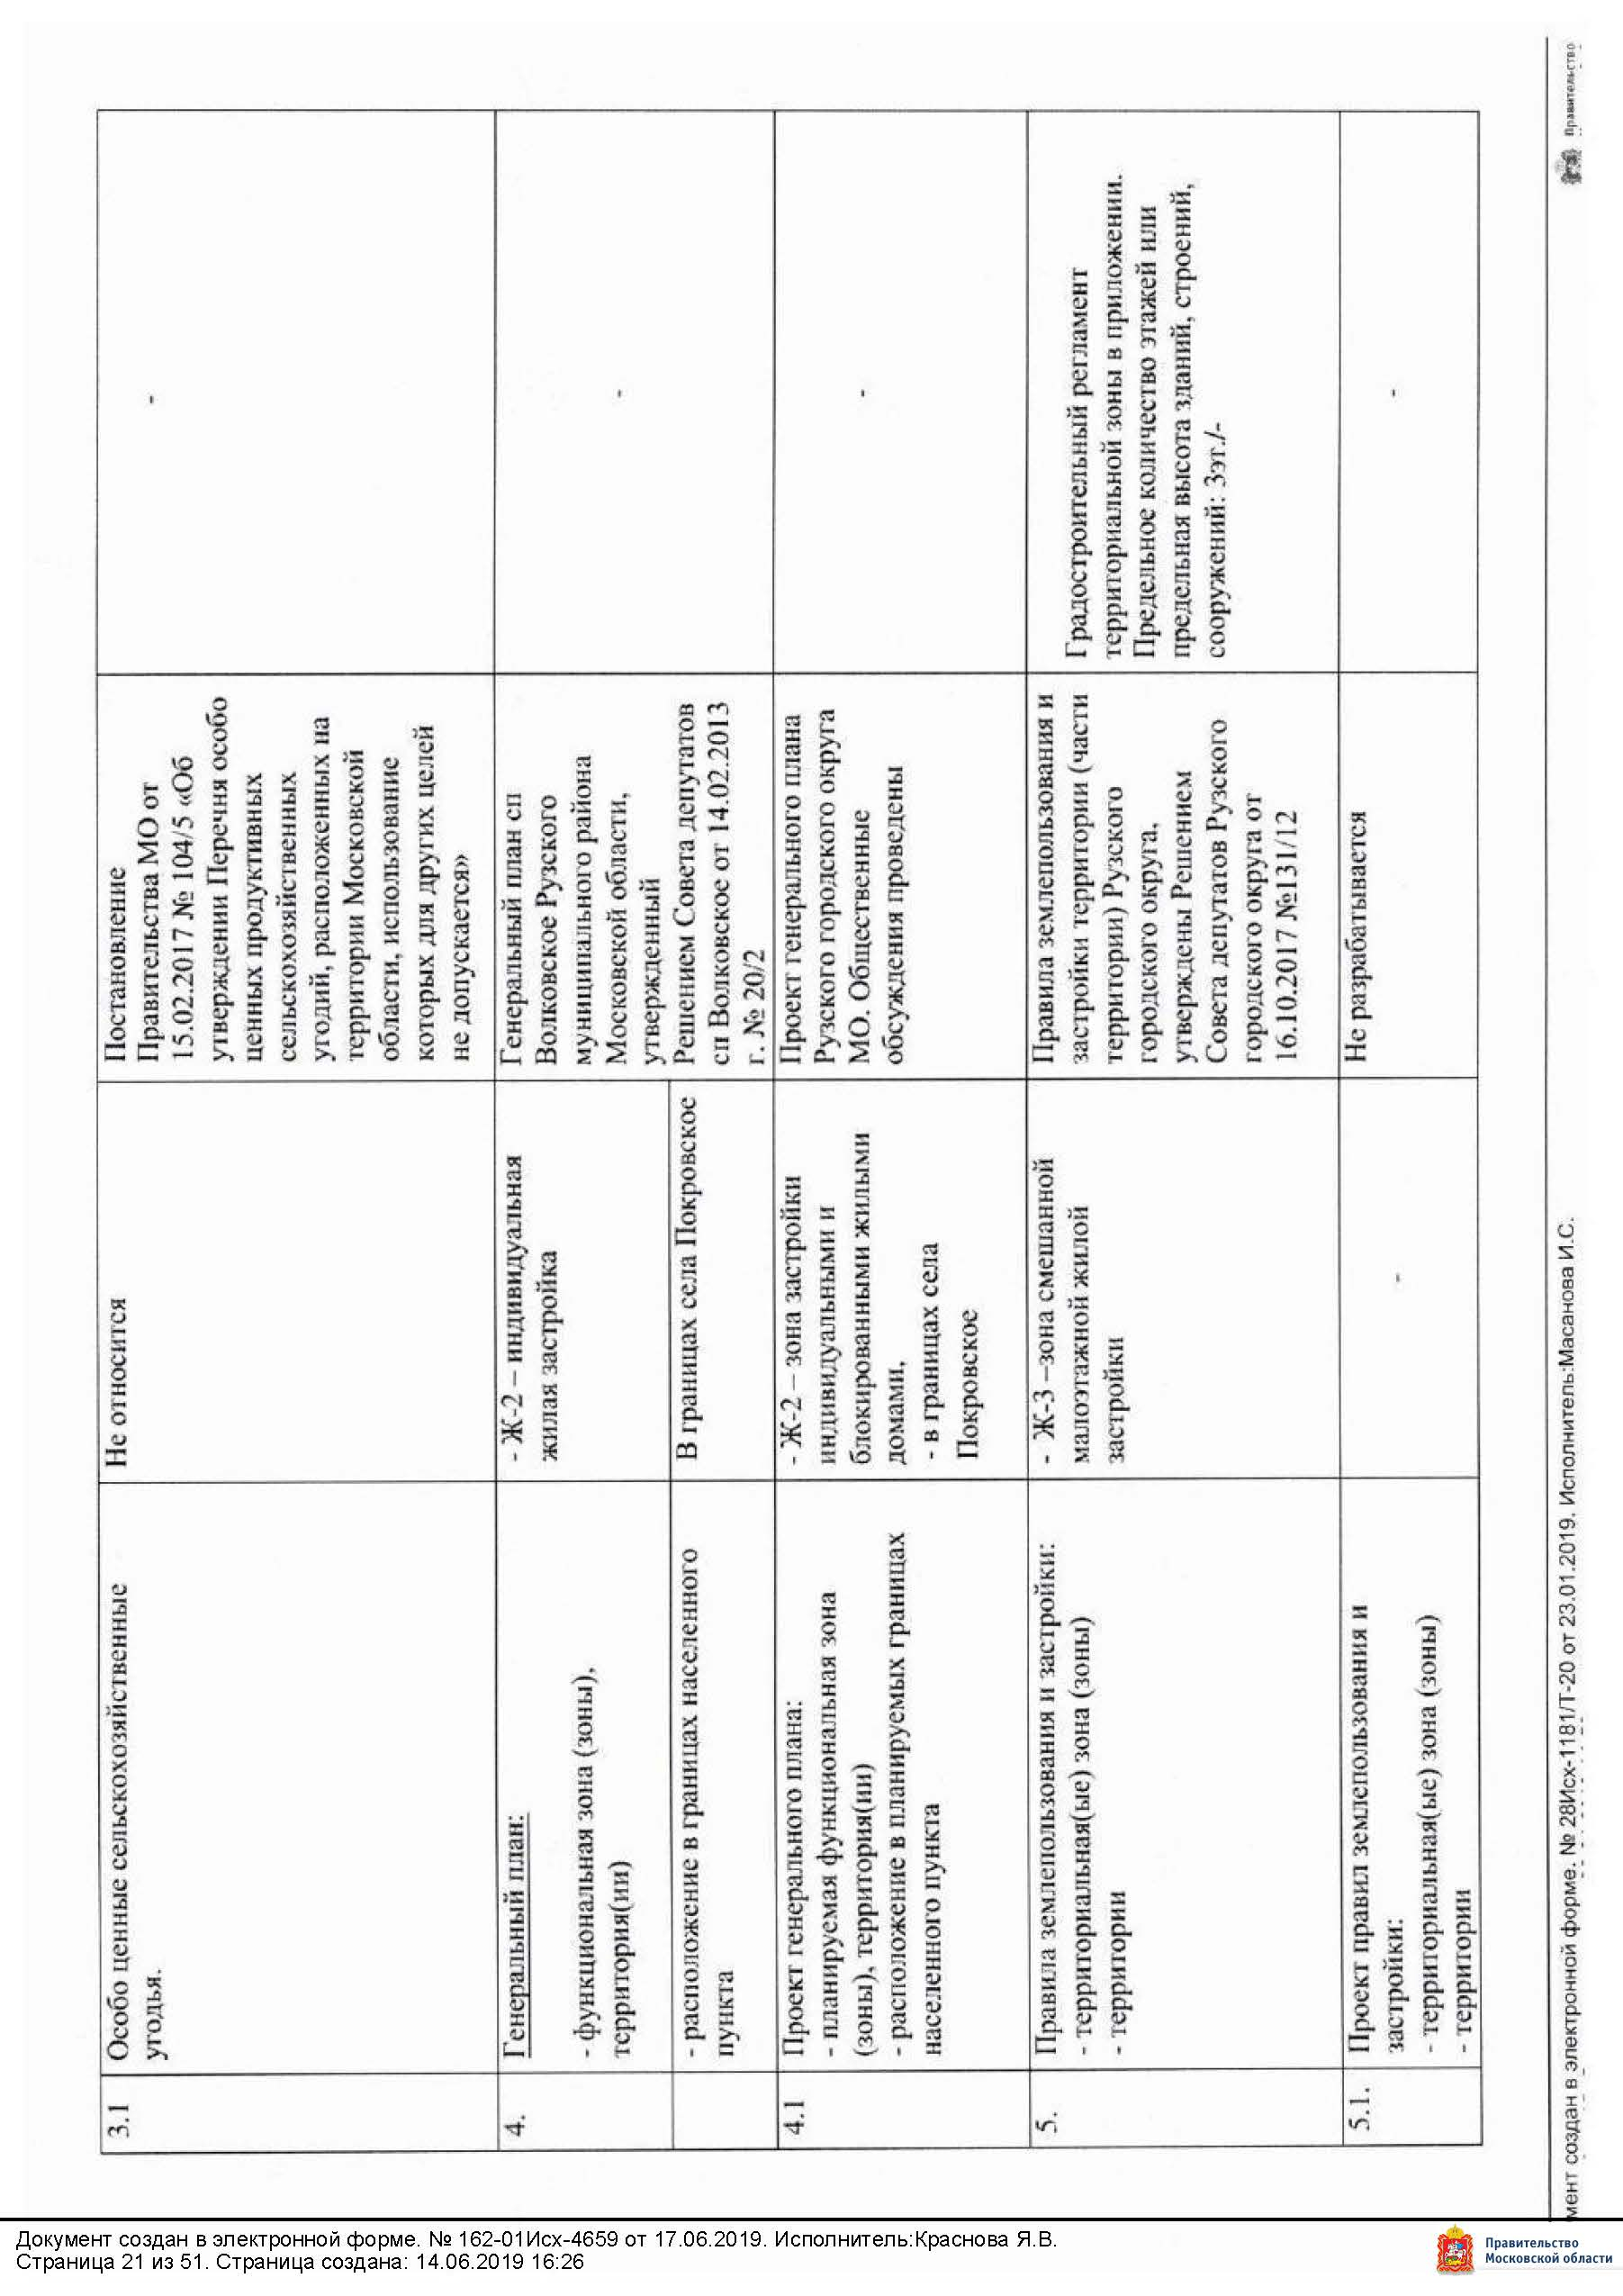 3.1
Особо ценные сельскохозяйственные
угодья.
Не относится
Постановление
Правительства МО от
15.02.2017 № 104/5 «Об
утверждении Перечня особо
ценных продуктивных
сельскохозяйственных
угодий, расположенных на
территории Московской
области, использование
которых для других целей
не допускается»
-
4.
Генеральный план:
- функциональная зона (зоны),
территория(ии)
- Ж-2 – индивидуальная
жилая застройка
- расположение в границах населенного
пункта
В границах села Покровское
Генеральный план сп
Волковское Рузского
муниципального района
Московской области,
утвержденный
Решением Совета депутатов
сп Волковское от 14.02.2013
г. № 20/2
-
4.1
Проект генерального плана:
- планируемая функциональная зона
(зоны), территория(ии)
- расположение в планируемых границах
населенного пункта
- Ж-2 – зона застройки
индивидуальными и
блокированными жилыми
домами,
- в границах села
Покровское
Проект генерального плана
Рузского городского округа
МО. Общественные
обсуждения проведены
-
5.
Правила землепользования и застройки:
- территориальная(ые) зона (зоны)
- территории
- Ж-3 –зона смешанной
малоэтажной жилой
застройки
Правила землепользования и
застройки территории (части
территории) Рузского
городского округа,
утверждены Решением
Совета депутатов Рузского
городского округа от
16.10.2017 №131/12
Градостроительный регламент
территориальной зоны в приложении.
Предельное количество этажей или
предельная высота зданий, строений,
сооружений: 3эт./-
5.1.
Проект правил землепользования и
застройки:
- территориальная(ые) зона (зоны)
- территории
-
Не разрабатывается
-
мент создан в электронной форме. № 28Исх-1181/Т-20 от 23.01.2019. Исполнитель:Масанова И.С.
Правительство
Документ создан в электронной форме. № 162-01Исх-4659 от 17.06.2019. Исполнитель:Краснова Я.В.
Страница 21 из 51. Страница создана: 14.06.2019 16:26
Правительство
Московской области